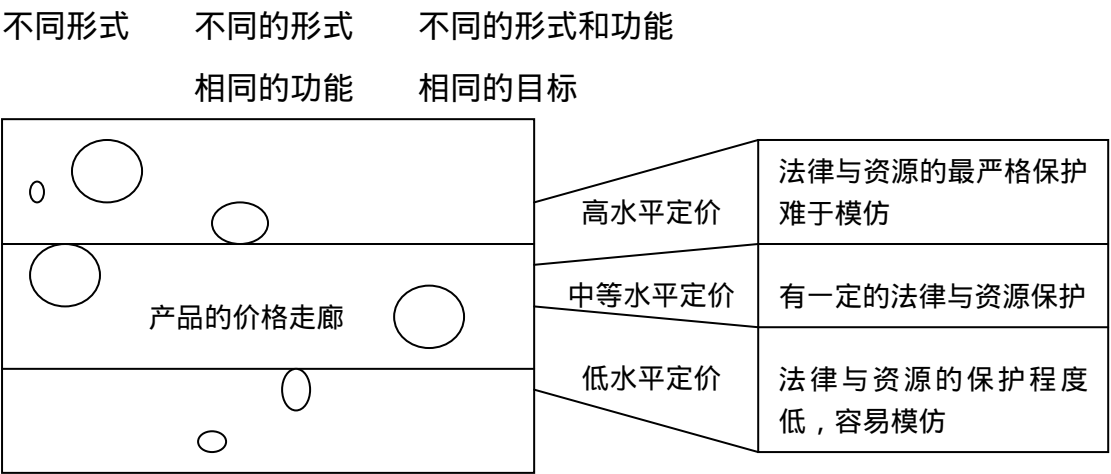 不同形式 不同的形式 不同的形式和功能
相同的功能 相同的目标
法律与资源的最严格保护
难于模仿
高水平定价
产品的价格走廊
中等水平定价
有一定的法律与资源保护
低水平定价
法律与资源的保护程度
低，容易模仿